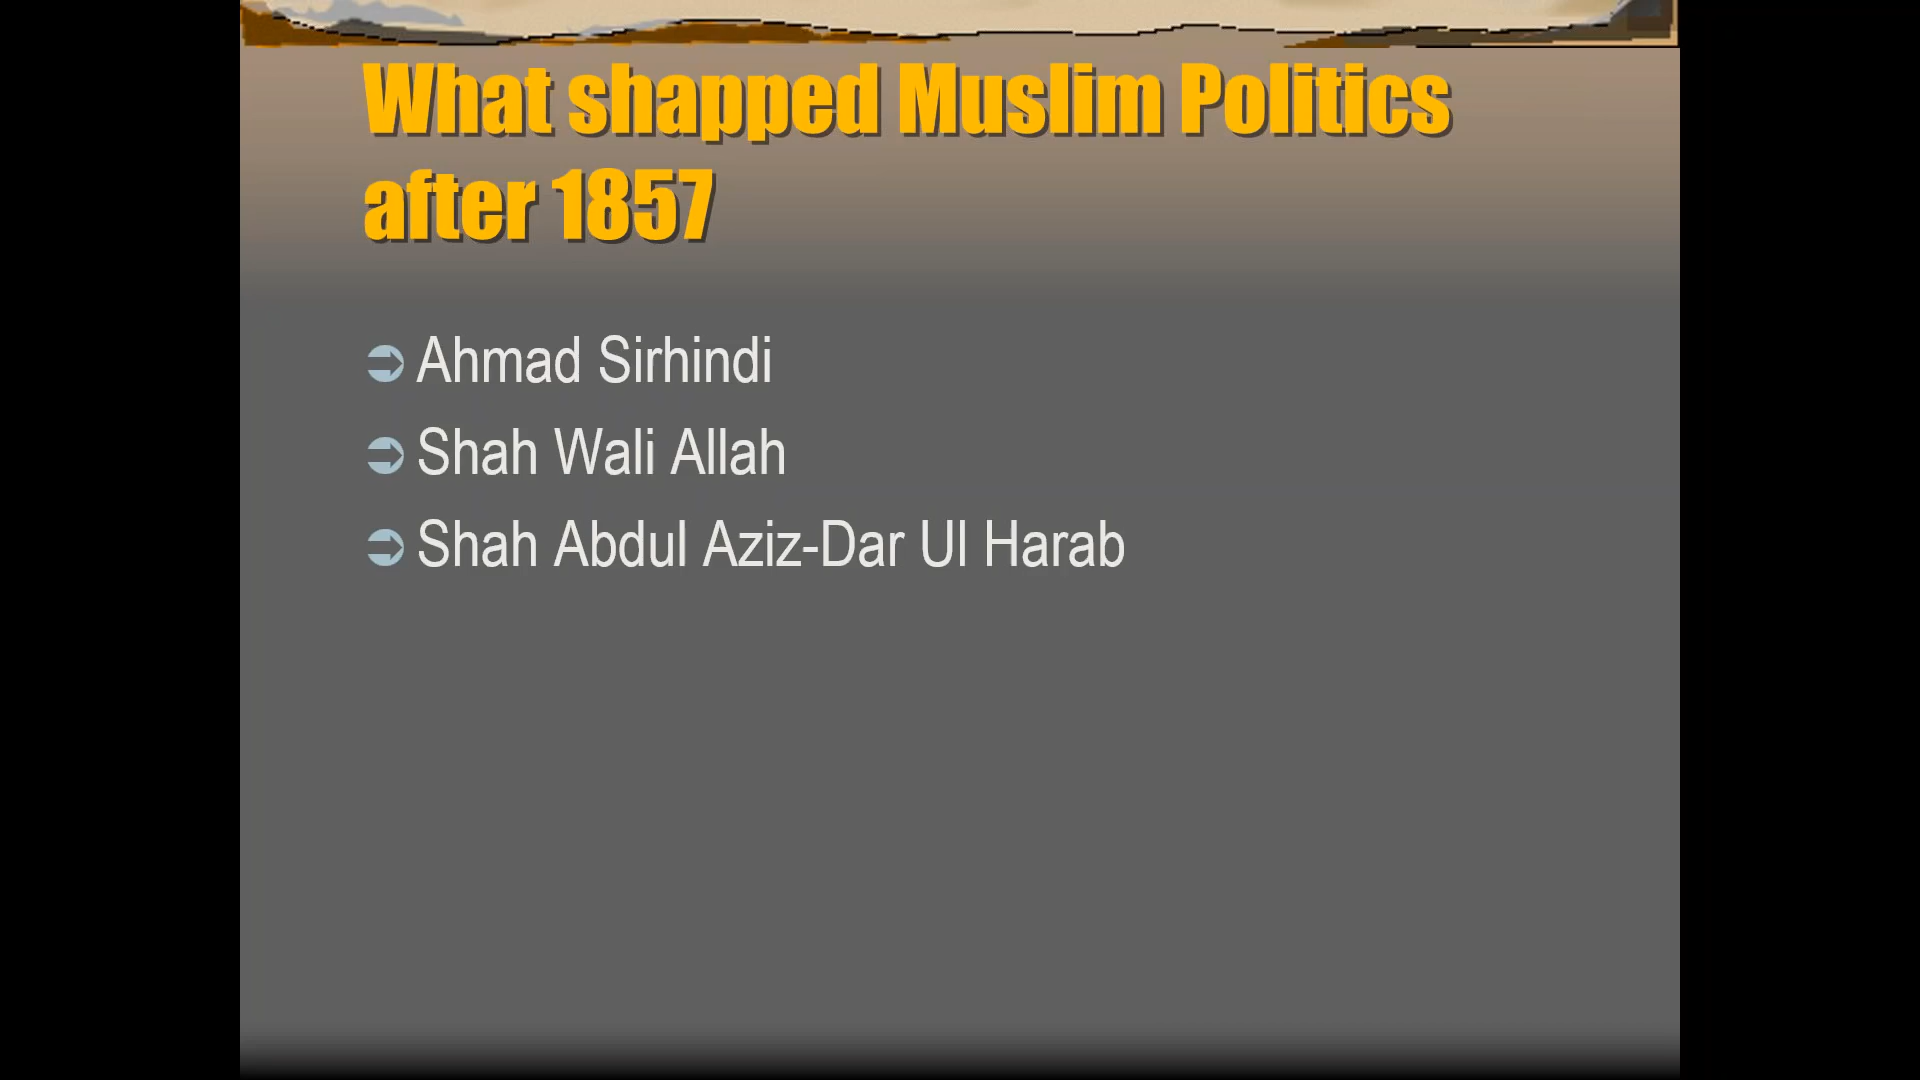 What shapped Muslim Politics
after 1857
Ahmad Sirhindi
Shah Wali Allah
Shah Abdul Aziz-Dar Ul Harab